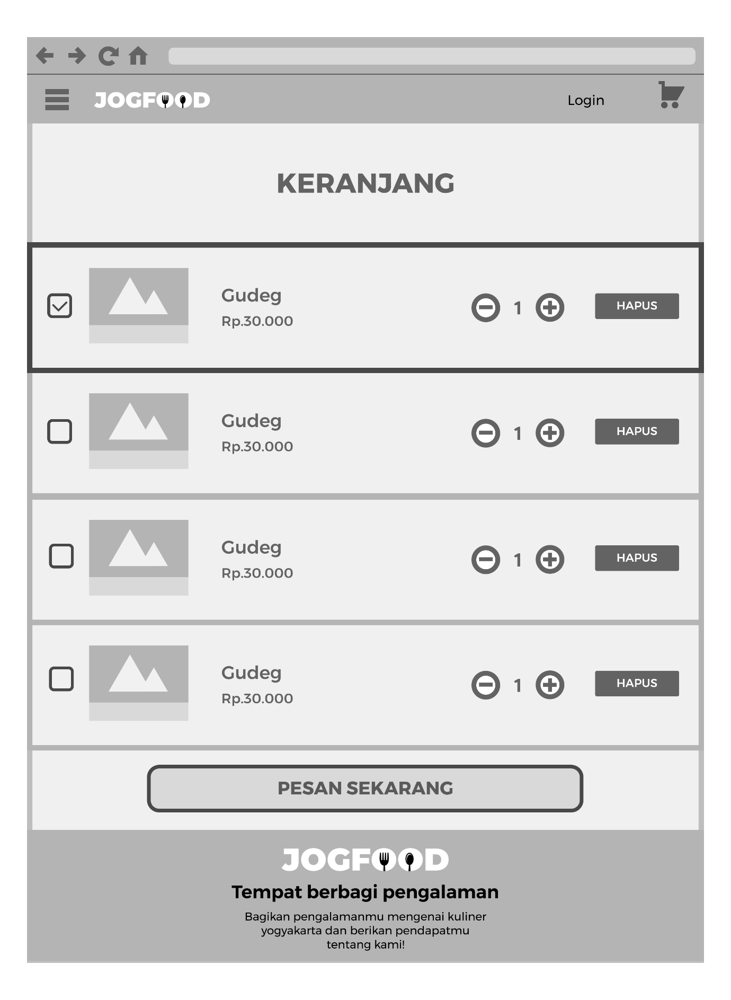 JOGFOOD
Login
KERANJANG
Gudeg
Rp.30.000
1
HAPUS
Gudeg
Rp.30.000
1
HAPUS
Gudeg
Rp.30.000
1
HAPUS
Gudeg
Rp.30.000
1
HAPUS
PESAN SEKARANG
JOGFOOD
Tempat berbagi pengalaman
Bagikan pengalamanmu mengenai kuliner
yogyakarta dan berikan pendapatmu
tentang kami!